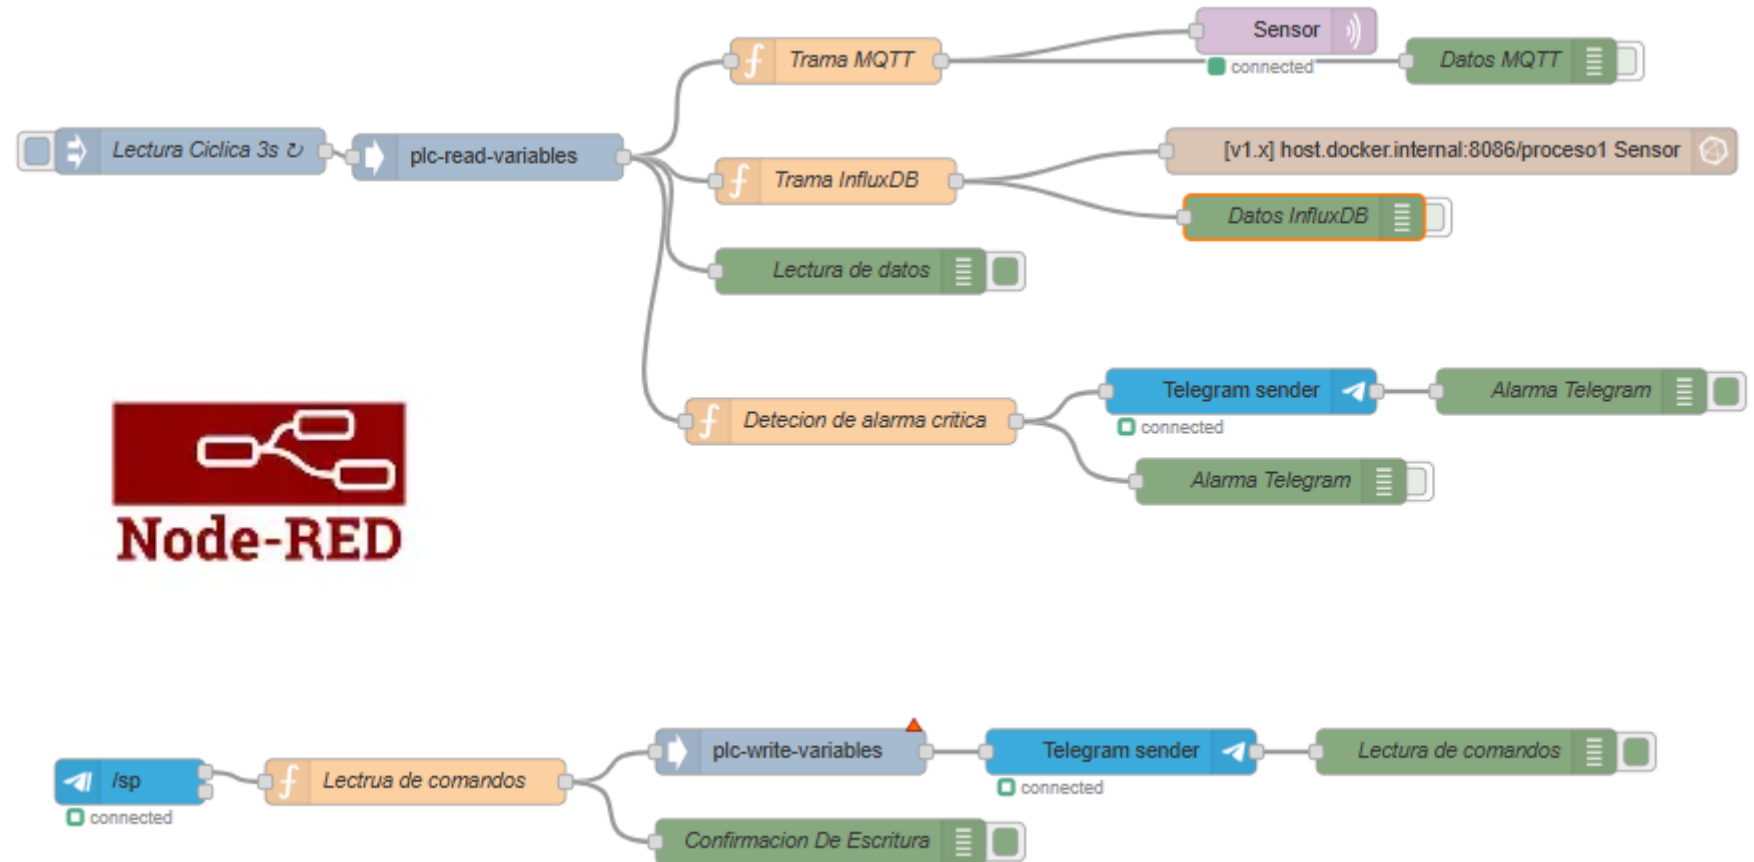 Sensor
connected
Trama MQTT
Datos MQTT
Lectura Ciclica 3s ↻
plc-read-variables
[v1.x] host.docker.internal:8086/proceso1 Sensor
Trama InfluxDB
Datos InfluxDB
Lectura de datos
Telegram sender
connected
Alarma Telegram
Detecion de alarma critica
Alarma Telegram
Node-RED
plc-write-variables
Telegram sender
connected
Lectura de comandos
/sp
connected
Lectrua de comandos
Confirmacion De Escritura